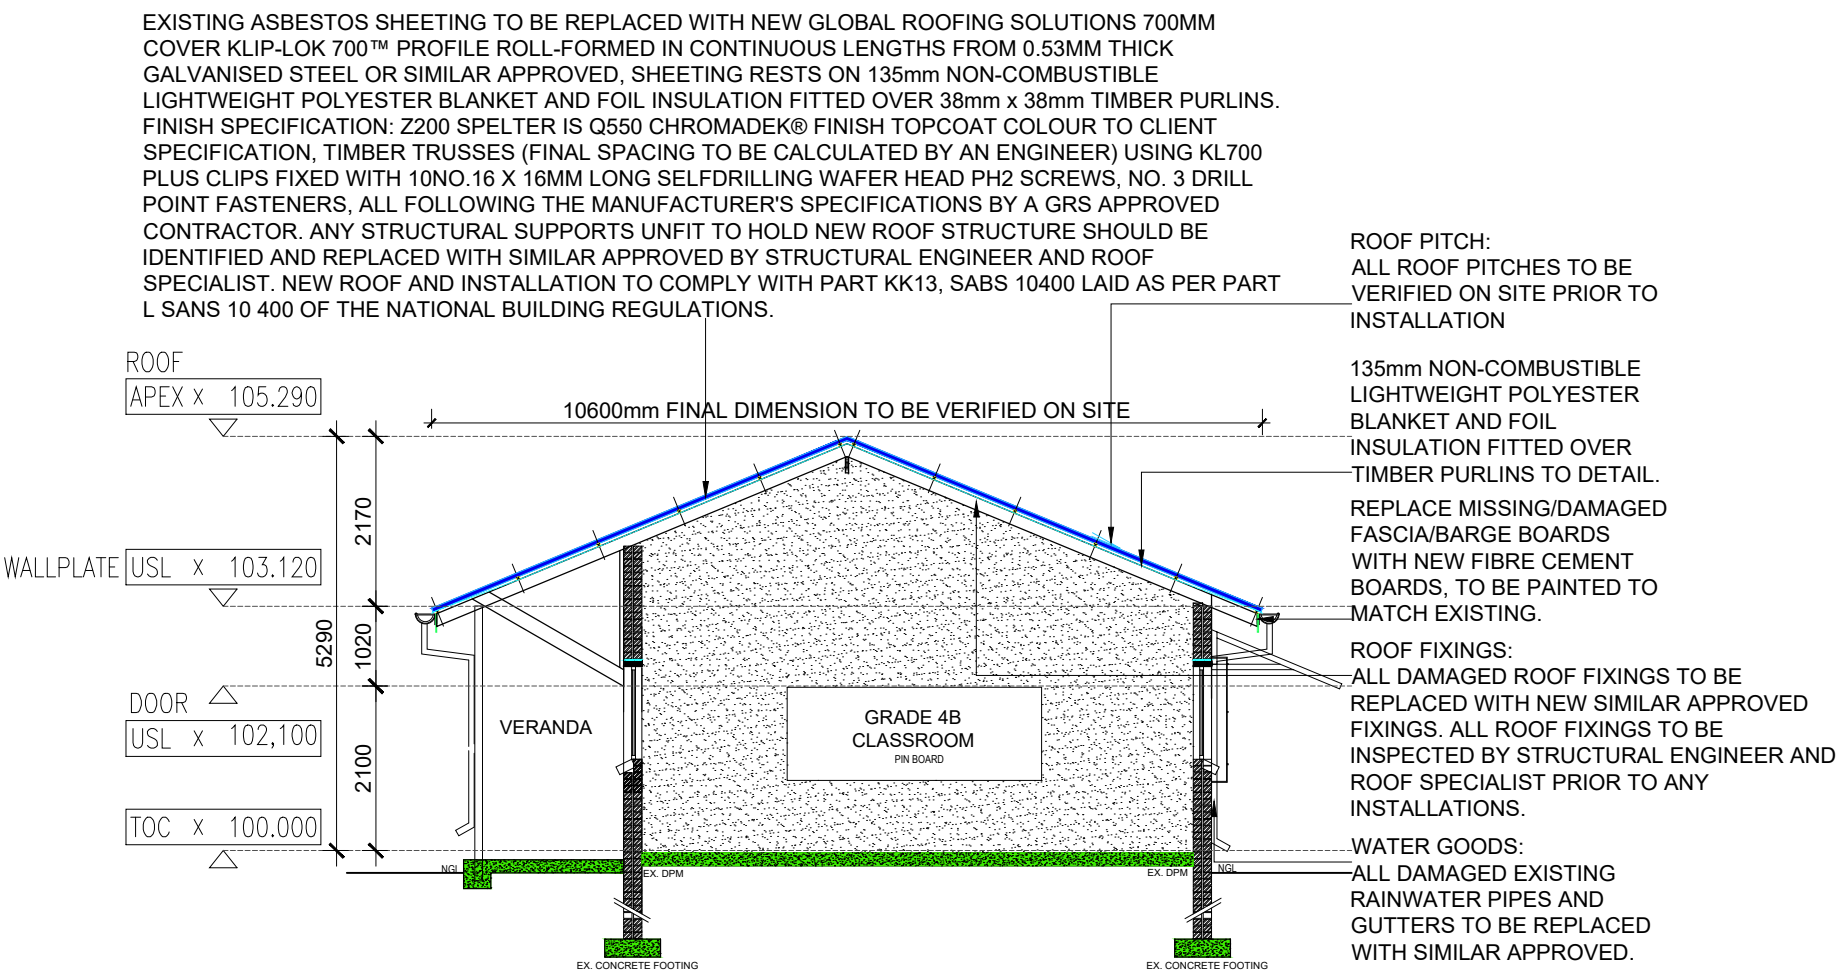 EXISTING ASBESTOS SHEETING TO BE REPLACED WITH NEW GLOBAL ROOFING SOLUTIONS 700MM
COVER KLIP-LOK 700™ PROFILE ROLL-FORMED IN CONTINUOUS LENGTHS FROM 0.53MM THICK
GALVANISED STEEL OR SIMILAR APPROVED, SHEETING RESTS ON 135mm NON-COMBUSTIBLE
LIGHTWEIGHT POLYESTER BLANKET AND FOIL INSULATION FITTED OVER 38mm x 38mm TIMBER PURLINS.
FINISH SPECIFICATION: Z200 SPELTER IS Q550 CHROMADEK® FINISH TOPCOAT COLOUR TO CLIENT
SPECIFICATION, TIMBER TRUSSES (FINAL SPACING TO BE CALCULATED BY AN ENGINEER) USING KL700
PLUS CLIPS FIXED WITH 10NO.16 X 16MM LONG SELFDRILLING WAFER HEAD PH2 SCREWS, NO. 3 DRILL
POINT FASTENERS, ALL FOLLOWING THE MANUFACTURER'S SPECIFICATIONS BY A GRS APPROVED
CONTRACTOR. ANY STRUCTURAL SUPPORTS UNFIT TO HOLD NEW ROOF STRUCTURE SHOULD BE
IDENTIFIED AND REPLACED WITH SIMILAR APPROVED BY STRUCTURAL ENGINEER AND ROOF
SPECIALIST. NEW ROOF AND INSTALLATION TO COMPLY WITH PART KK13, SABS 10400 LAID AS PER PART
L SANS 10 400 OF THE NATIONAL BUILDING REGULATIONS.
ROOF PITCH:
ALL ROOF PITCHES TO BE
VERIFIED ON SITE PRIOR TO
INSTALLATION
135mm NON-COMBUSTIBLE
LIGHTWEIGHT POLYESTER
BLANKET AND FOIL
INSULATION FITTED OVER
TIMBER PURLINS TO DETAIL.
REPLACE MISSING/DAMAGED
FASCIA/BARGE BOARDS
WITH NEW FIBRE CEMENT
BOARDS, TO BE PAINTED TO
MATCH EXISTING.
ROOF FIXINGS:
ALL DAMAGED ROOF FIXINGS TO BE
REPLACED WITH NEW SIMILAR APPROVED
FIXINGS. ALL ROOF FIXINGS TO BE
INSPECTED BY STRUCTURAL ENGINEER AND
ROOF SPECIALIST PRIOR TO ANY
INSTALLATIONS.
WATER GOODS:
ALL DAMAGED EXISTING
RAINWATER PIPES AND
GUTTERS TO BE REPLACED
WITH SIMILAR APPROVED.
ROOF
APEX X 105.290
WALLPLATE USL X 103.120
DOOR
USL X 102,100
TOC X 100.000
10600mm FINAL DIMENSION TO BE VERIFIED ON SITE
5290
2170
1020
2100
VERANDA
GRADE 4B
CLASSROOM
PIN BOARD
NGL
EX. DPM
EX. DPM
NGL
EX. CONCRETE FOOTING
EX. CONCRETE FOOTING